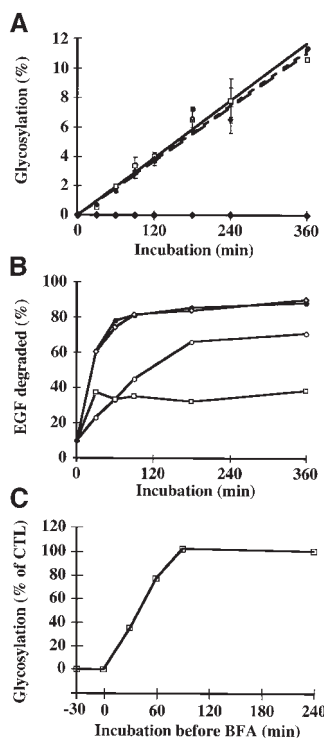 A
12
10
8
6
4
2
0
Glycosylation (%)
0 120 240 360
Incubation (min)
B
100
80
60
40
20
0
EGF degraded (%)
0 120 240 360
Incubation (min)
C
120
100
80
60
40
20
0
Glycosylation (% of CTL)
-30 0 60 120 180 240
Incubation before BFA (min)